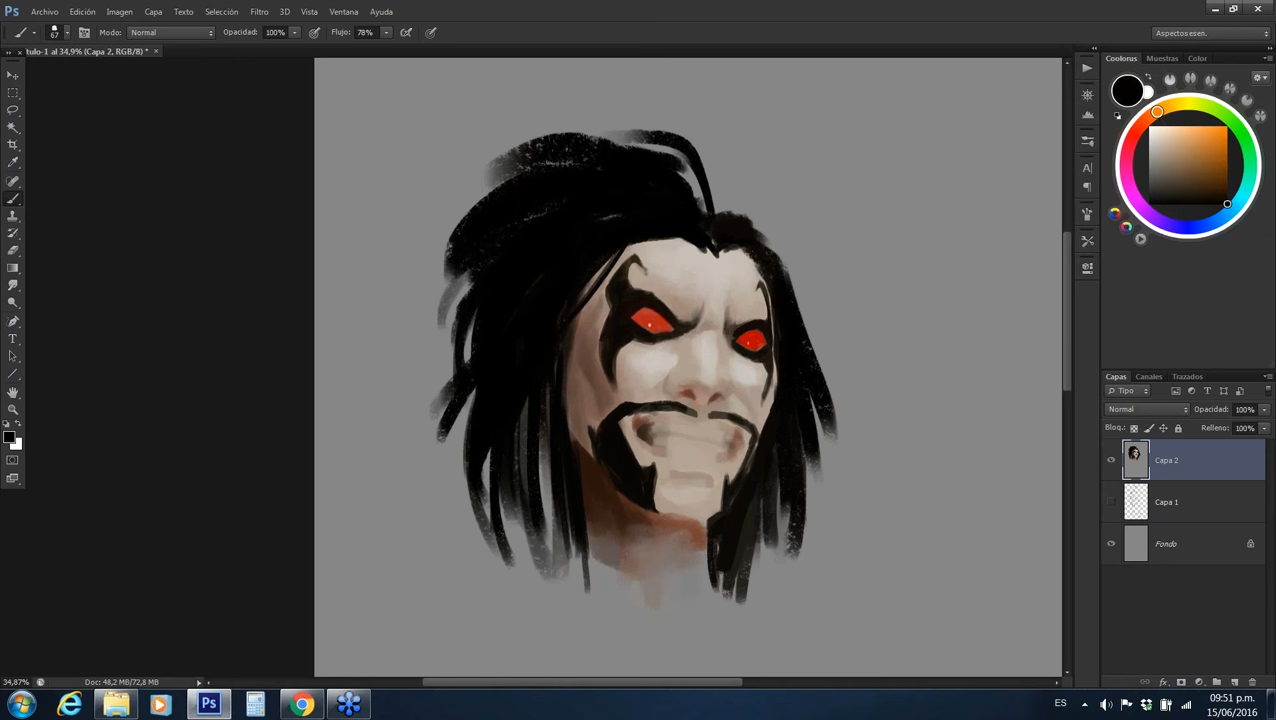 Ps Archivo Edición Imagen Capa Texto Selección Filtro 3D Vista Ventana Ayuda
67 Modo: Normal Opacidad: 100% Flujo: 78% Aspectos esen.
tulo-1 al 34,9% (Capa 2, RGB/8) * ×
Coolorus Muestras Color
Capas Canales Trazados
Tipo
Normal Opacidad: 100%
Bloq.: Relleno: 100%
Capa 2
Capa 1
Fondo
34,87% Doc: 48,2 MB/72,8 MB
Ps ES 09:51 p.m.
15/06/2016